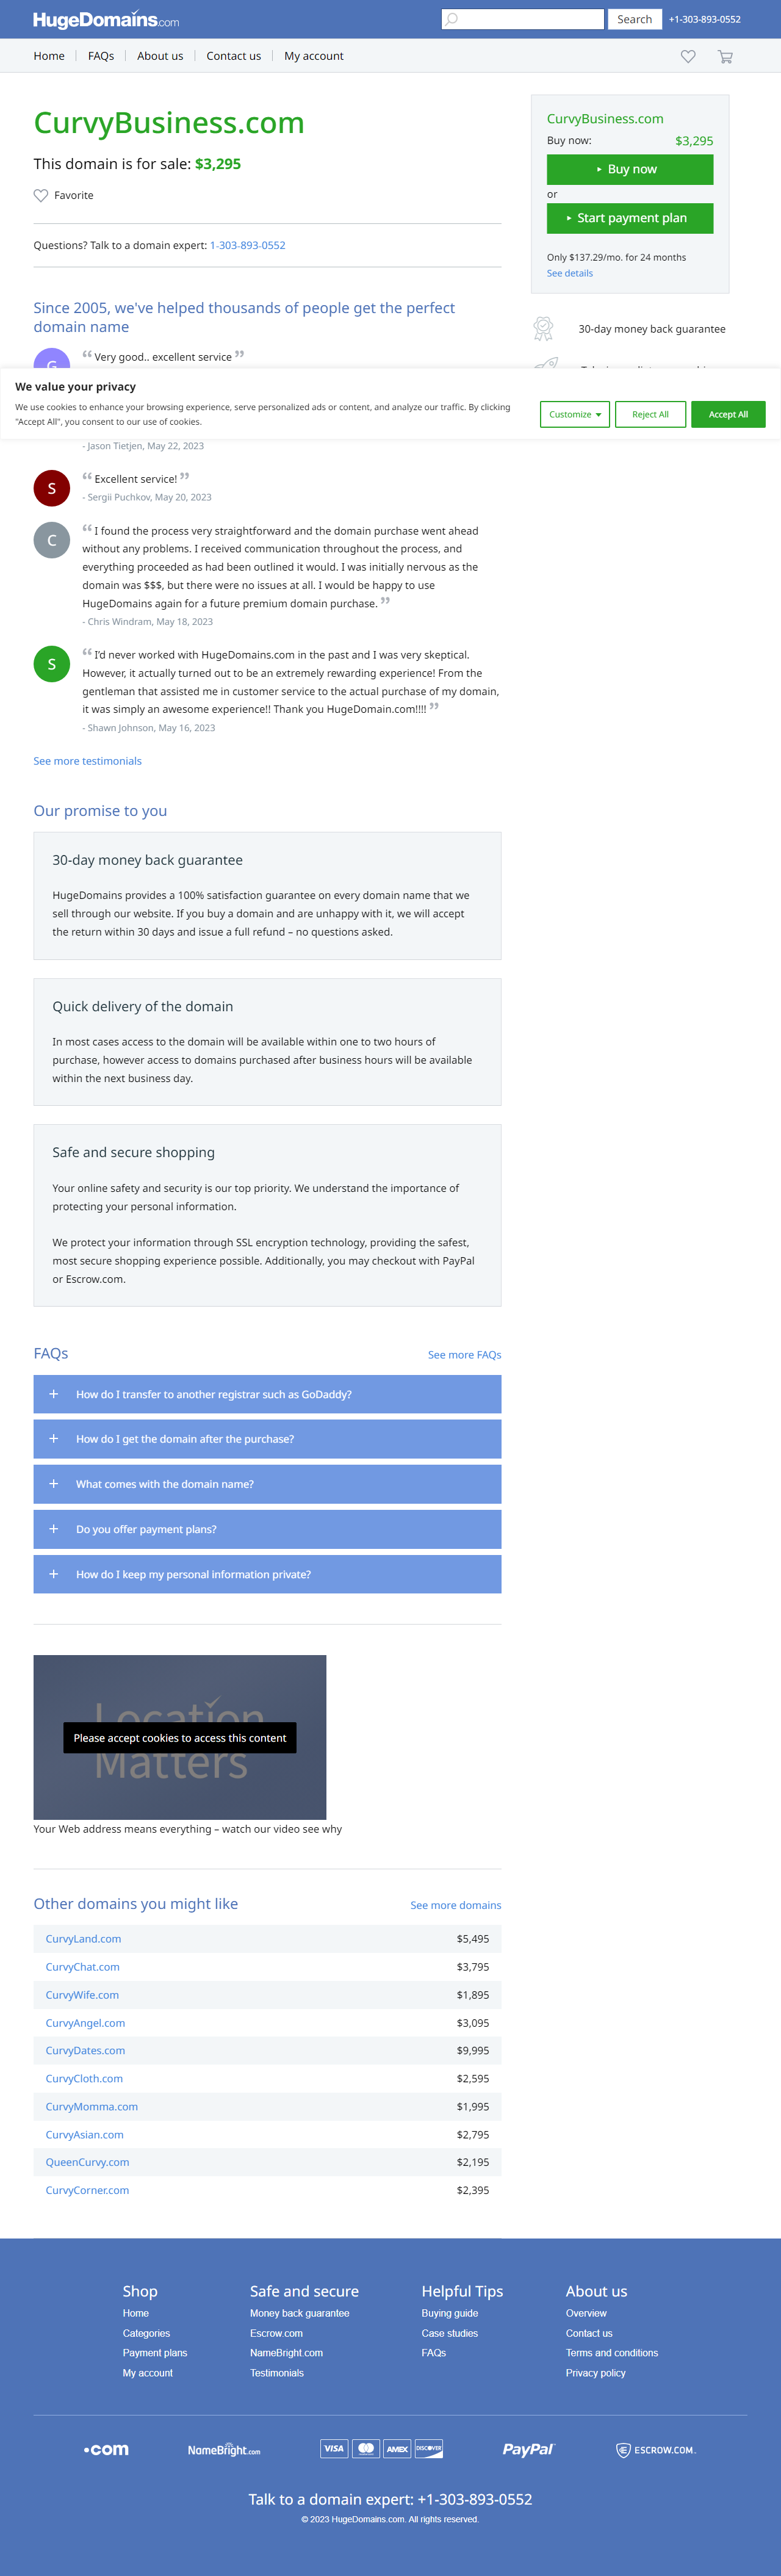 HugeDomains.com
Search
+1-303-893-0552
Home
FAQs
About us
Contact us
My account
CurvyBusiness.com
This domain is for sale: $3,295
Favorite
Questions? Talk to a domain expert: 1-303-893-0552
CurvyBusiness.com
Buy now:
$3,295
Buy now
or
Start payment plan
Only $137.29/mo. for 24 months
See details
30-day money back guarantee
Since 2005, we've helped thousands of people get the perfect
domain name
G
“ Very good.. excellent service ”
We value your privacy
We use cookies to enhance your browsing experience, serve personalized ads or content, and analyze our traffic. By clicking
"Accept All", you consent to our use of cookies.
Customize
Reject All
Accept All
- Jason Tietjen, May 22, 2023
S
“ Excellent service! ”
- Sergii Puchkov, May 20, 2023
C
“ I found the process very straightforward and the domain purchase went ahead
without any problems. I received communication throughout the process, and
everything proceeded as had been outlined it would. I was initially nervous as the
domain was $$$, but there were no issues at all. I would be happy to use
HugeDomains again for a future premium domain purchase. ”
- Chris Windram, May 18, 2023
S
“ I'd never worked with HugeDomains.com in the past and I was very skeptical.
However, it actually turned out to be an extremely rewarding experience! From the
gentleman that assisted me in customer service to the actual purchase of my domain,
it was simply an awesome experience!! Thank you HugeDomain.com!!!! ”
- Shawn Johnson, May 16, 2023
See more testimonials
Our promise to you
30-day money back guarantee
HugeDomains provides a 100% satisfaction guarantee on every domain name that we
sell through our website. If you buy a domain and are unhappy with it, we will accept
the return within 30 days and issue a full refund – no questions asked.
Quick delivery of the domain
In most cases access to the domain will be available within one to two hours of
purchase, however access to domains purchased after business hours will be available
within the next business day.
Safe and secure shopping
Your online safety and security is our top priority. We understand the importance of
protecting your personal information.
We protect your information through SSL encryption technology, providing the safest,
most secure shopping experience possible. Additionally, you may checkout with PayPal
or Escrow.com.
FAQs
See more FAQs
How do I transfer to another registrar such as GoDaddy?
How do I get the domain after the purchase?
What comes with the domain name?
Do you offer payment plans?
How do I keep my personal information private?
Location
Please accept cookies to access this content
Matters
Your Web address means everything – watch our video see why
Other domains you might like
See more domains
CurvyLand.com $5,495
CurvyChat.com $3,795
CurvyWife.com $1,895
CurvyAngel.com $3,095
CurvyDates.com $9,995
CurvyCloth.com $2,595
CurvyMomma.com $1,995
CurvyAsian.com $2,795
QueenCurvy.com $2,195
CurvyCorner.com $2,395
Shop
Home
Categories
Payment plans
My account
Safe and secure
Money back guarantee
Escrow.com
NameBright.com
Testimonials
Helpful Tips
Buying guide
Case studies
FAQs
About us
Overview
Contact us
Terms and conditions
Privacy policy
.com
NameBright.com
VISA
AMEX
DISCOVER
PayPal
ESCROW.COM
Talk to a domain expert: +1-303-893-0552
© 2023 HugeDomains.com. All rights reserved.